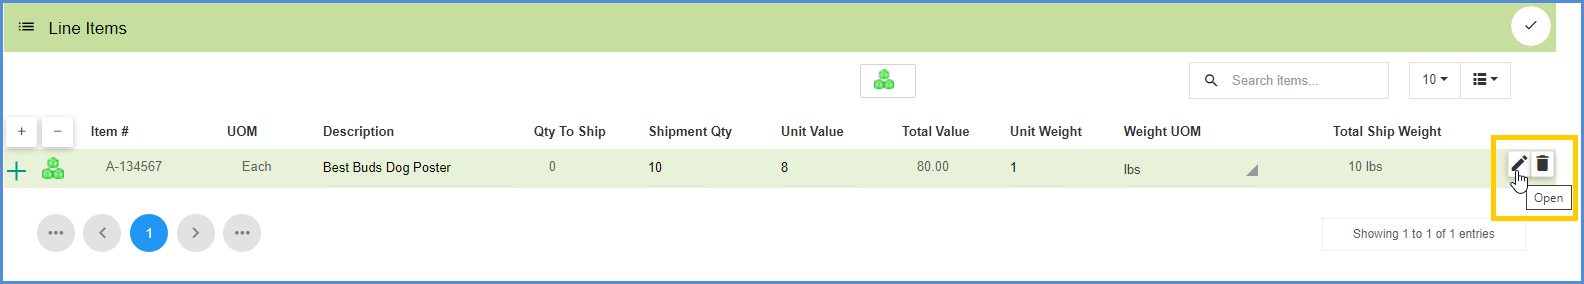 Line Items
Search items...
10
+ − Item # UOM Description Qty To Ship Shipment Qty Unit Value Total Value Unit Weight Weight UOM Total Ship Weight
A-134567 Each Best Buds Dog Poster 0 10 8 80.00 1 lbs 10 lbs
Open
••• 1 •••
Showing 1 to 1 of 1 entries